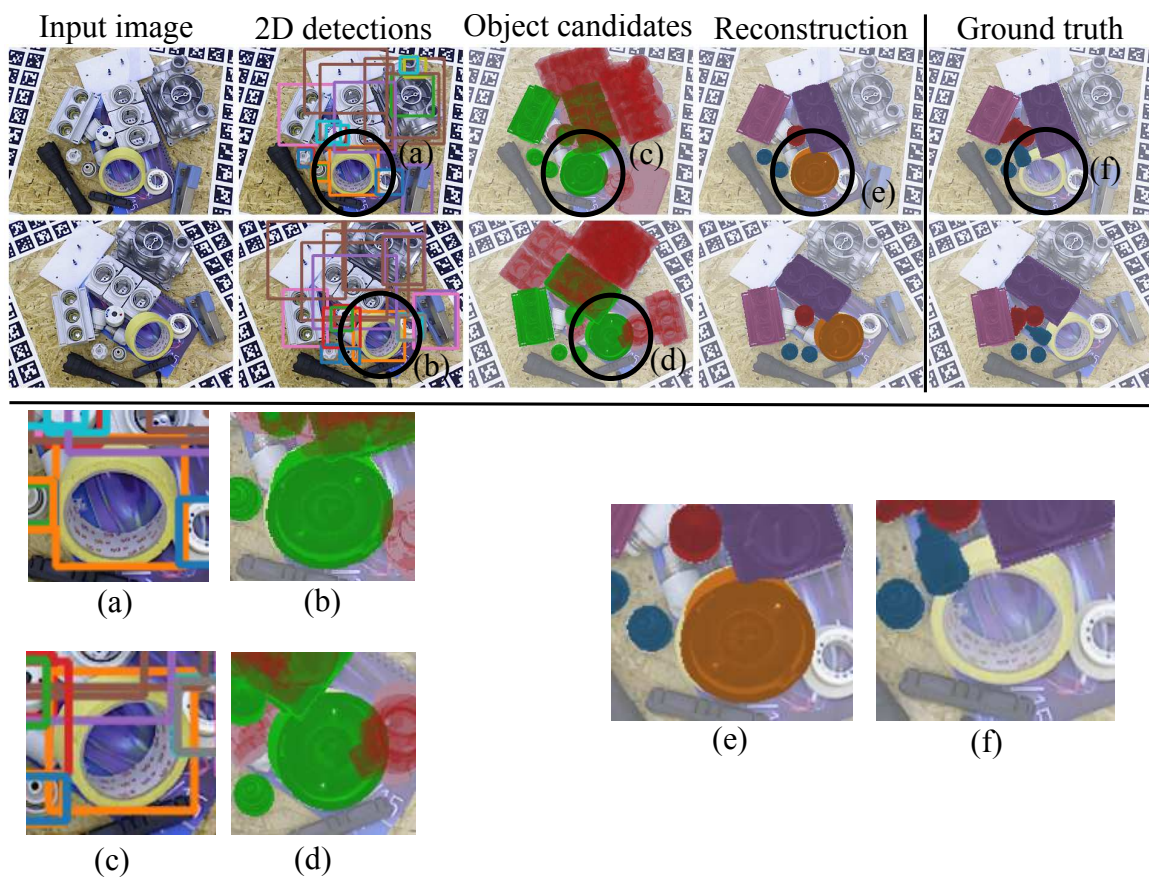 Input image
2D detections
Object candidates
Reconstruction
Ground truth
(a)
(c)
(e)
(f)
(b)
(d)
(a)
(b)
(e)
(f)
(c)
(d)